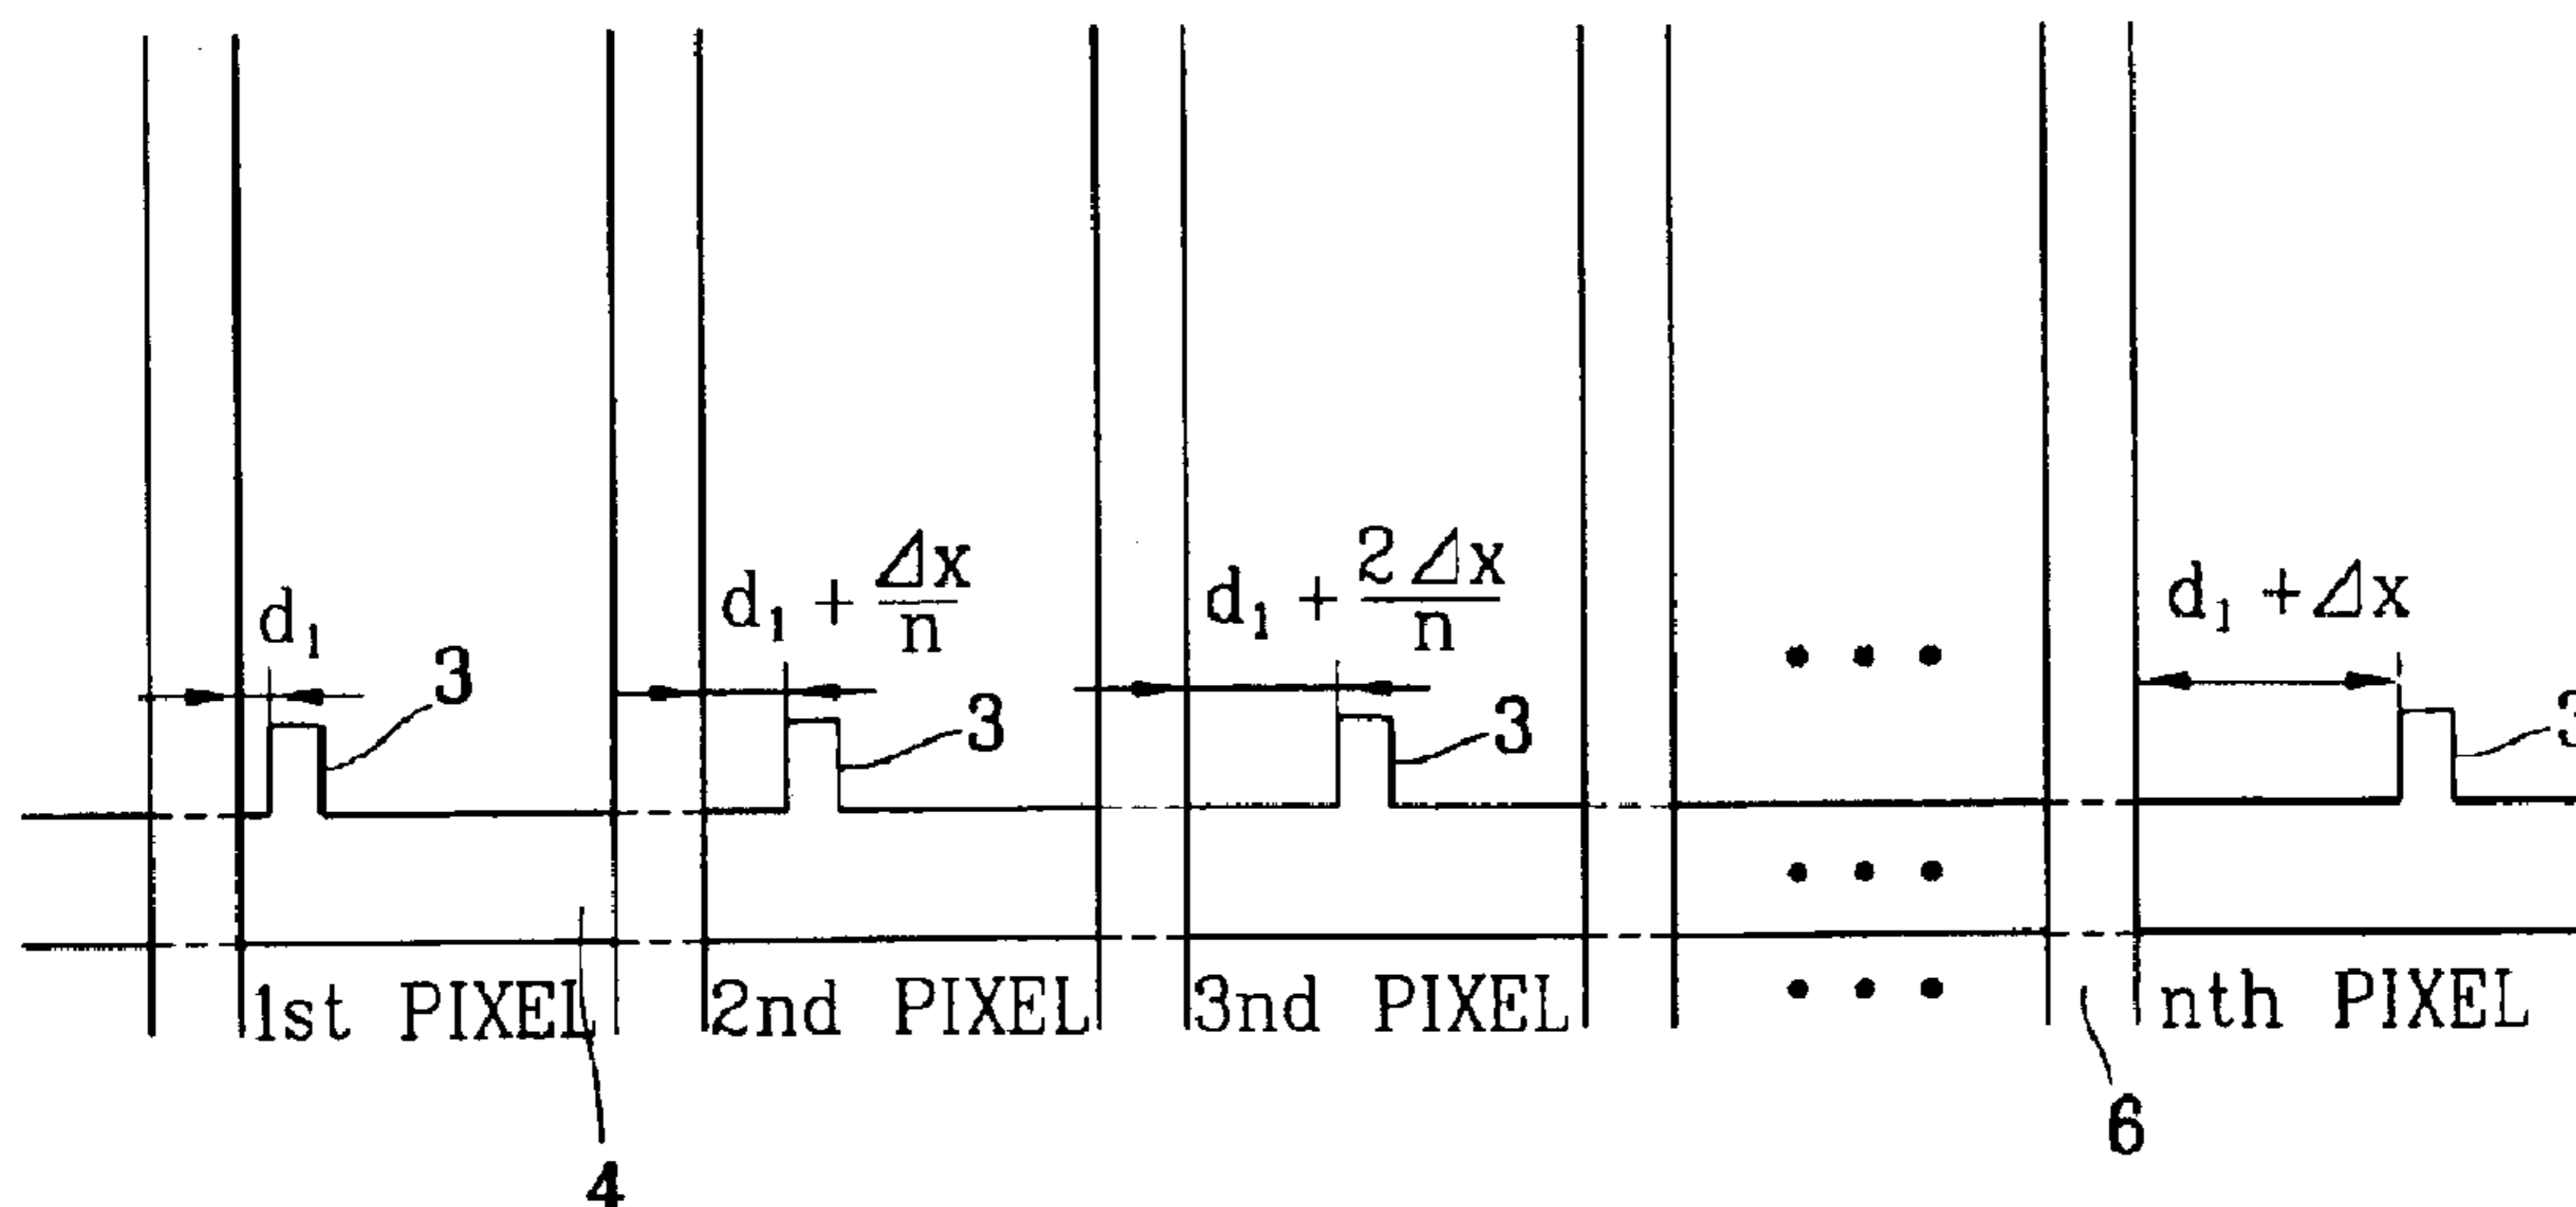 d₁
d₁ + Δx/n
d₁ + 2Δx/n
d₁ + Δx
3
3
3
3
1st PIXEL
2nd PIXEL
3nd PIXEL
nth PIXEL
4
6